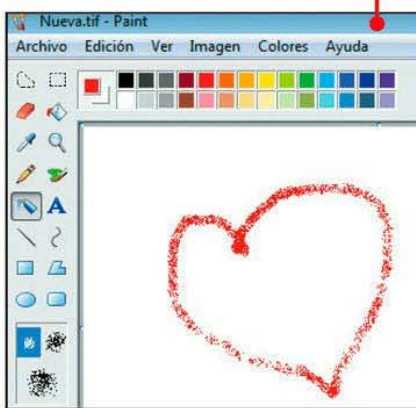 Nueva.tif - Paint
Archivo Edición Ver Imagen Colores Ayuda
A